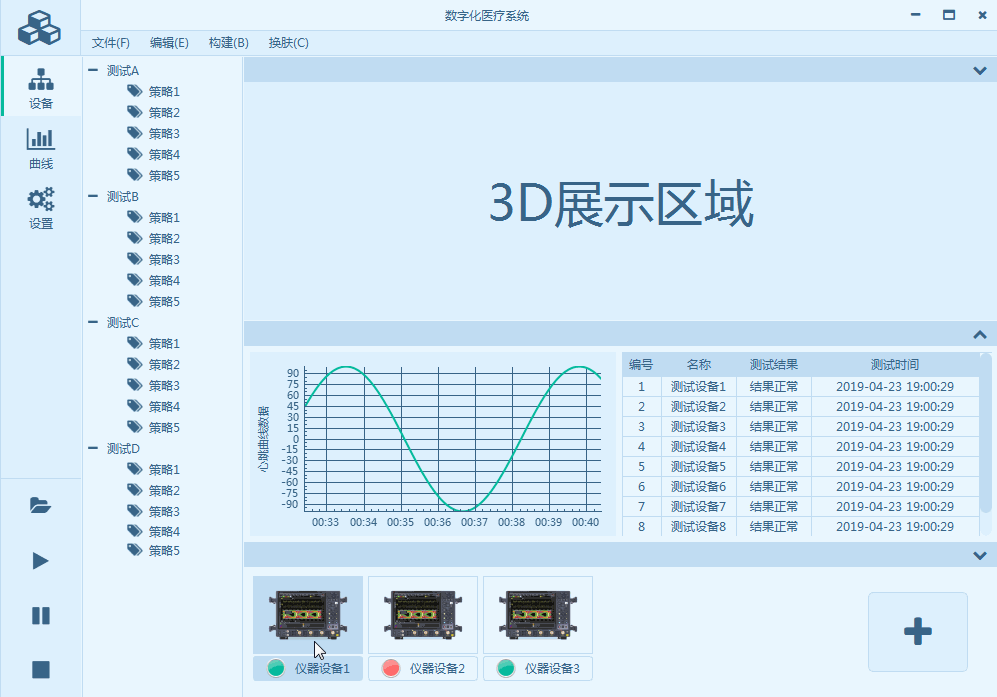 数字化医疗系统
文件(F) 编辑(E) 构建(B) 换肤(C)
设备
曲线
设置
测试A
策略1
策略2
策略3
策略4
策略5
测试B
策略1
策略2
策略3
策略4
策略5
测试C
策略1
策略2
策略3
策略4
策略5
测试D
策略1
策略2
策略3
策略4
策略5
3D展示区域
心跳曲线数据
90
75
60
45
30
15
0
-15
-30
-45
-60
-75
-90
00:33 00:34 00:35 00:36 00:37 00:38 00:39 00:40
编号 名称 测试结果 测试时间
1 测试设备1 结果正常 2019-04-23 19:00:29
2 测试设备2 结果正常 2019-04-23 19:00:29
3 测试设备3 结果正常 2019-04-23 19:00:29
4 测试设备4 结果正常 2019-04-23 19:00:29
5 测试设备5 结果正常 2019-04-23 19:00:29
6 测试设备6 结果正常 2019-04-23 19:00:29
7 测试设备7 结果正常 2019-04-23 19:00:29
8 测试设备8 结果正常 2019-04-23 19:00:29
仪器设备1 仪器设备2 仪器设备3